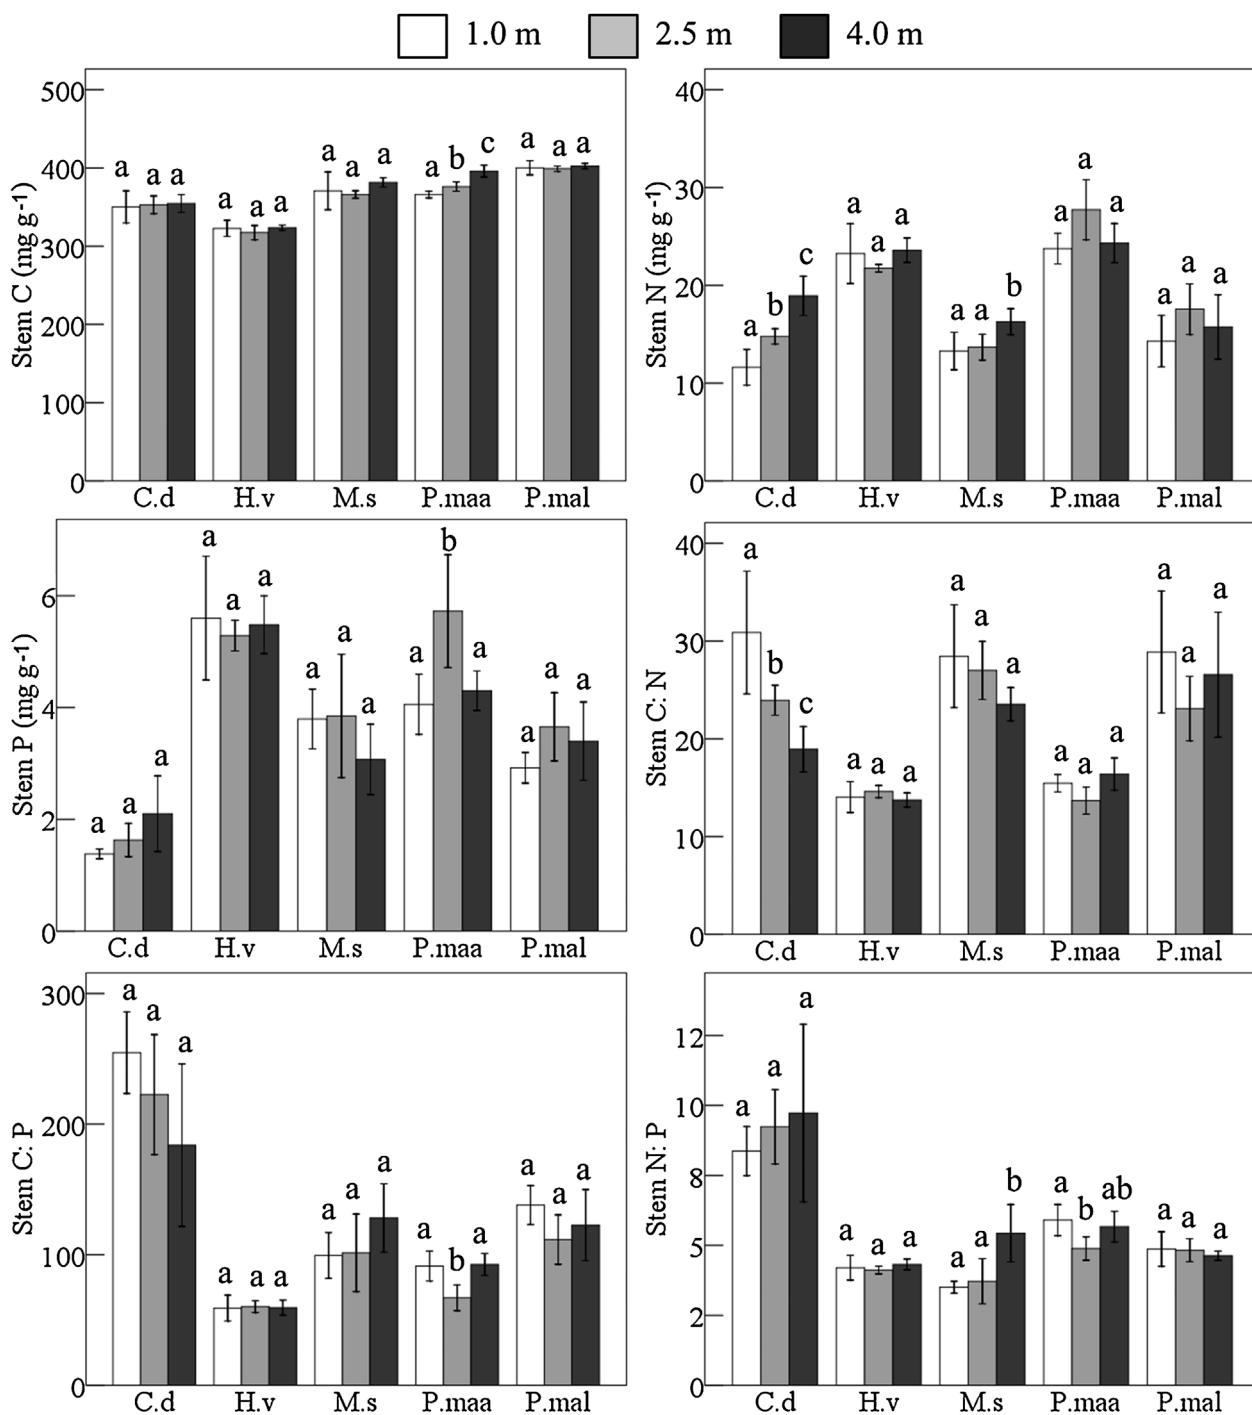 1.0 m 2.5 m 4.0 m
Stem C (mg g-1)
500
400
300
200
100
0
a a a a a a a a a a b c a a a
C.d H.v M.s P.maa P.mal
Stem N (mg g-1)
40
30
20
10
0
a b c a a a a a b a a a a a a
C.d H.v M.s P.maa P.mal
Stem P (mg g-1)
6
4
2
0
a a a a a a a a a a b a a a a
C.d H.v M.s P.maa P.mal
Stem C: N
40
30
20
10
0
a b c a a a a a a a a a a a a
C.d H.v M.s P.maa P.mal
Stem C: P
300
200
100
0
a a a a a a a a a a b a a a a
C.d H.v M.s P.maa P.mal
Stem N: P
12
10
8
5
2
0
a a a a a a a a b a b ab a a a
C.d H.v M.s P.maa P.mal